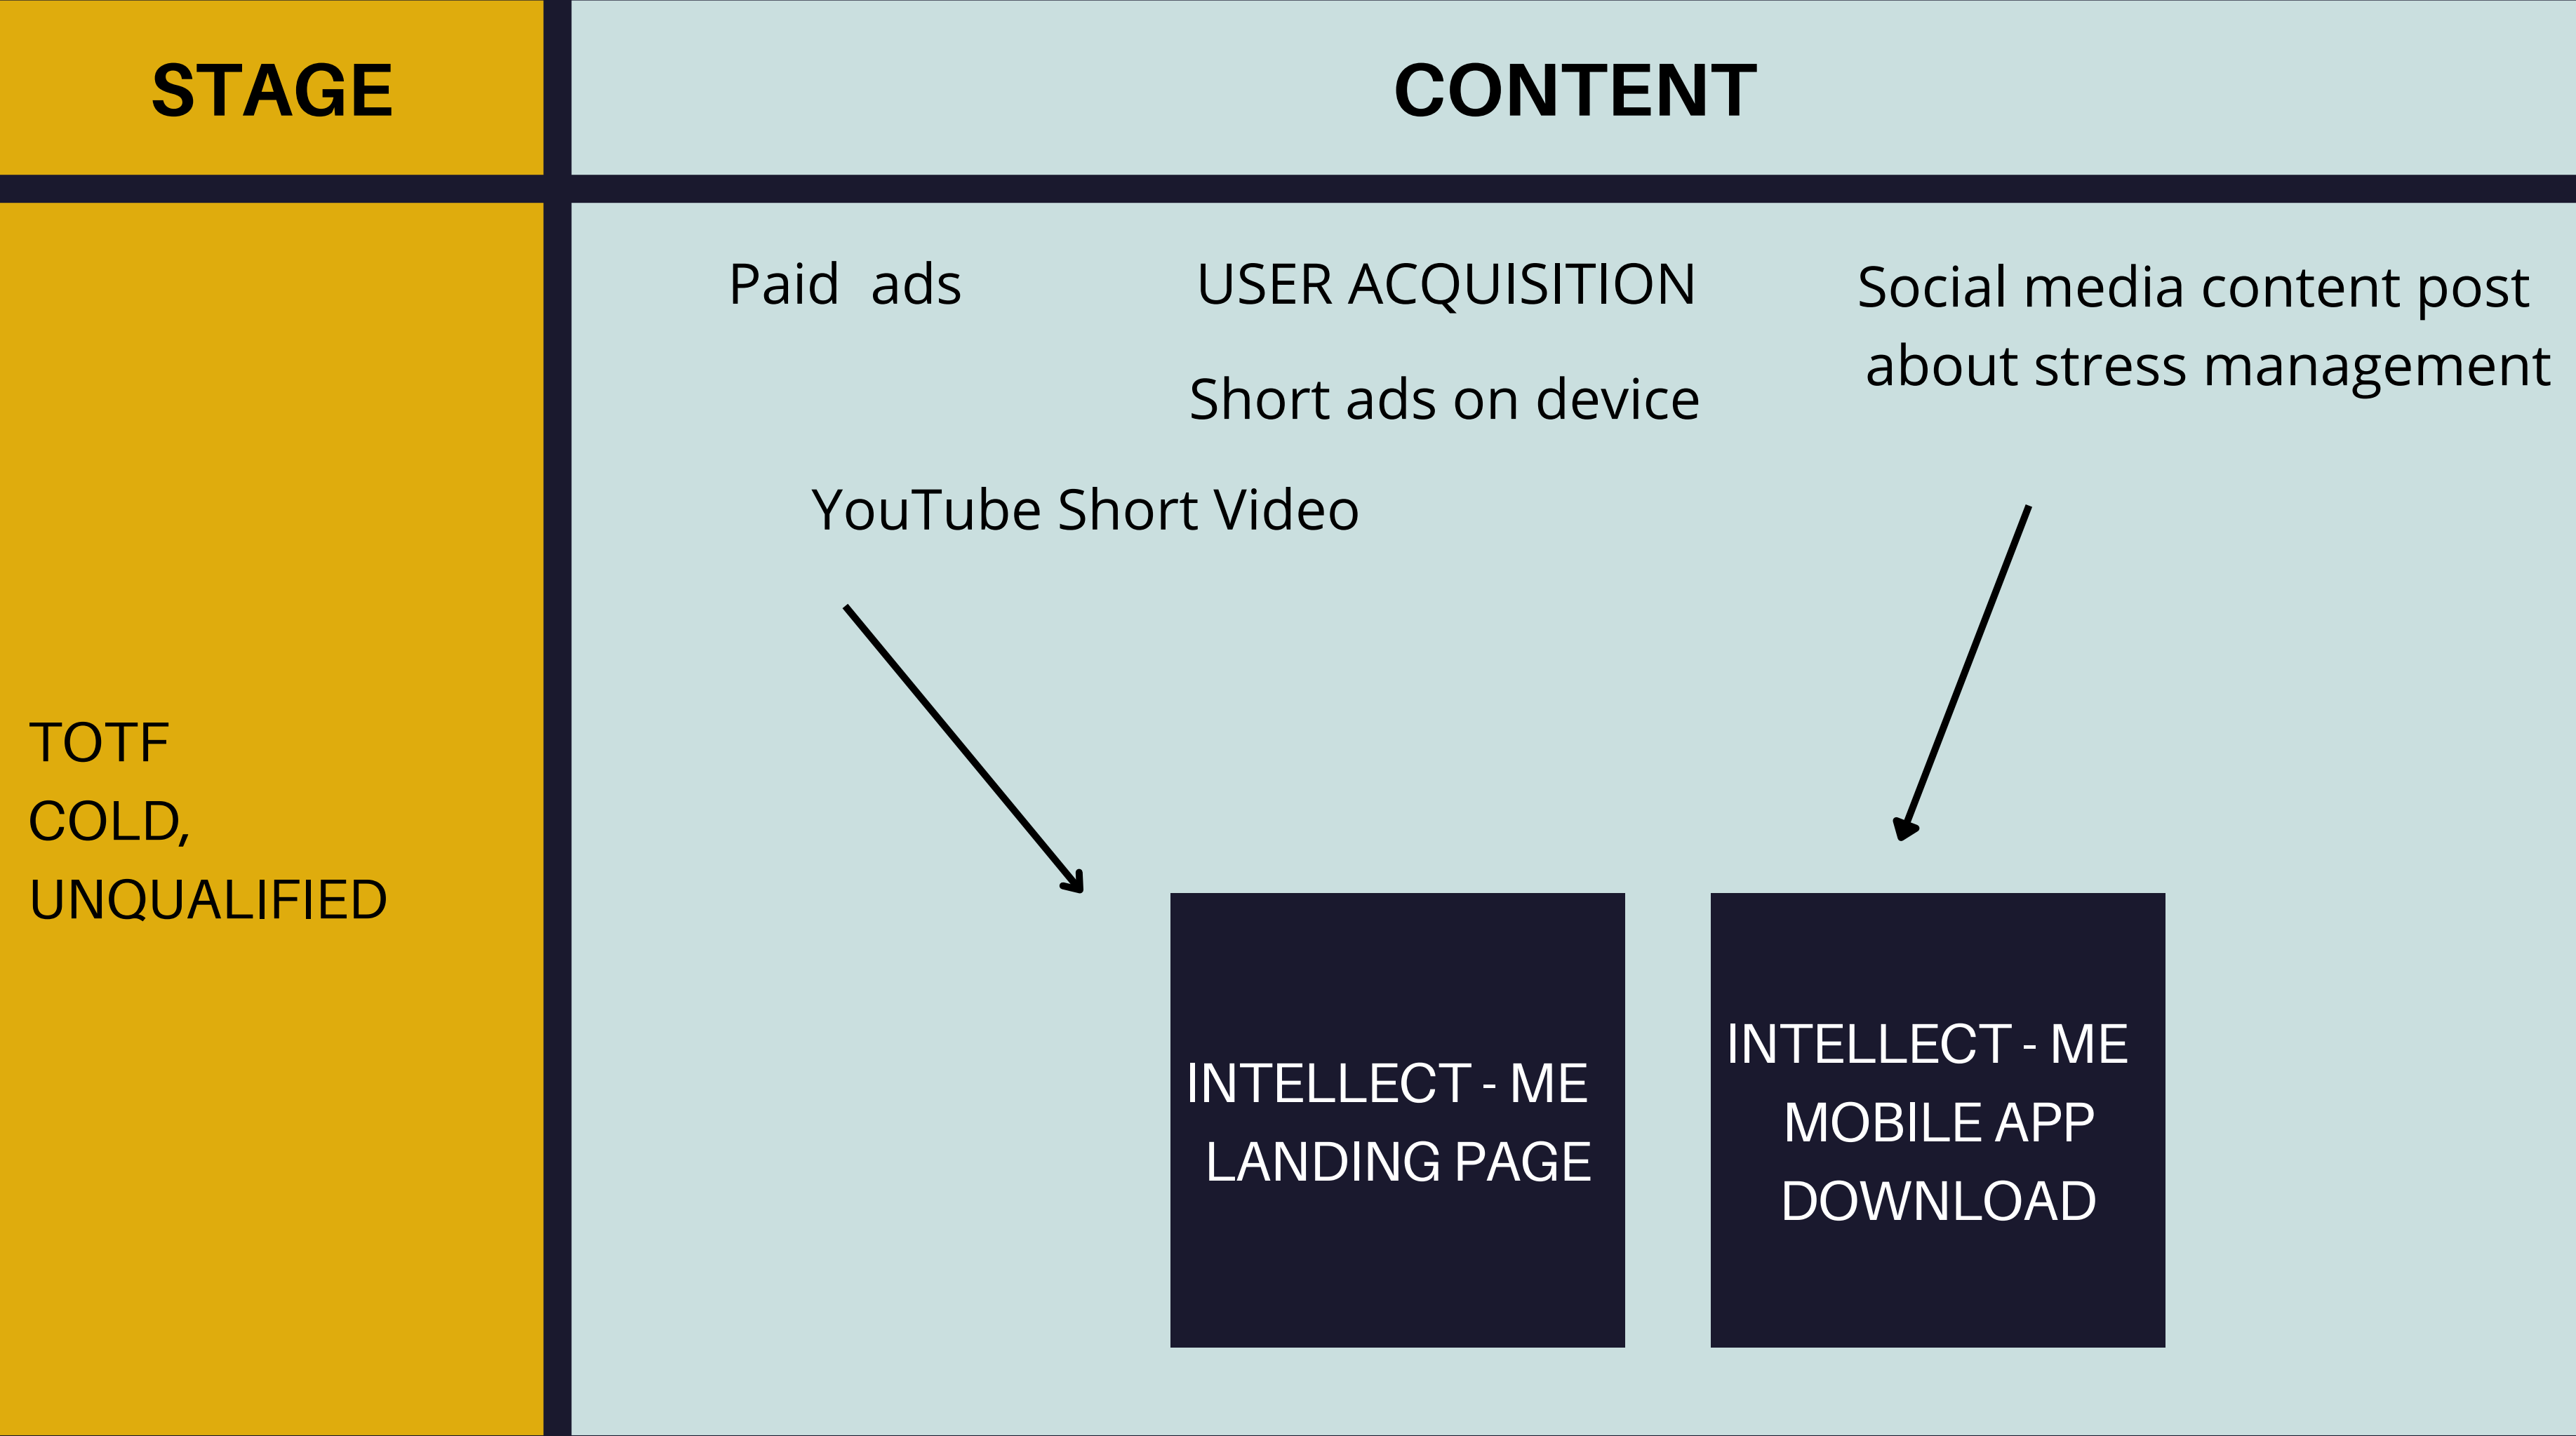 STAGE
CONTENT
Paid ads
USER ACQUISITION
Social media content post
about stress management
Short ads on device
YouTube Short Video
TOTF
COLD,
UNQUALIFIED
INTELLECT - ME
LANDING PAGE
INTELLECT - ME
MOBILE APP
DOWNLOAD